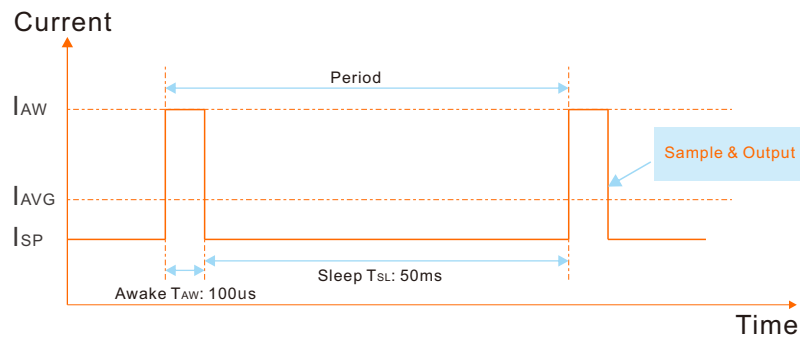 Current
Period
IAW
Sample & Output
IAVG
ISP
Sleep TSL: 50ms
Awake TAW: 100us
Time